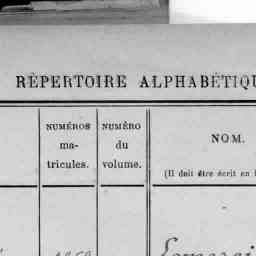 RÉPERTOIRE ALPHABÉTIQU
NUMÉROS
ma-
tricules.
NUMÉRO
du
volume.
NOM.
(Il doit être écrit en